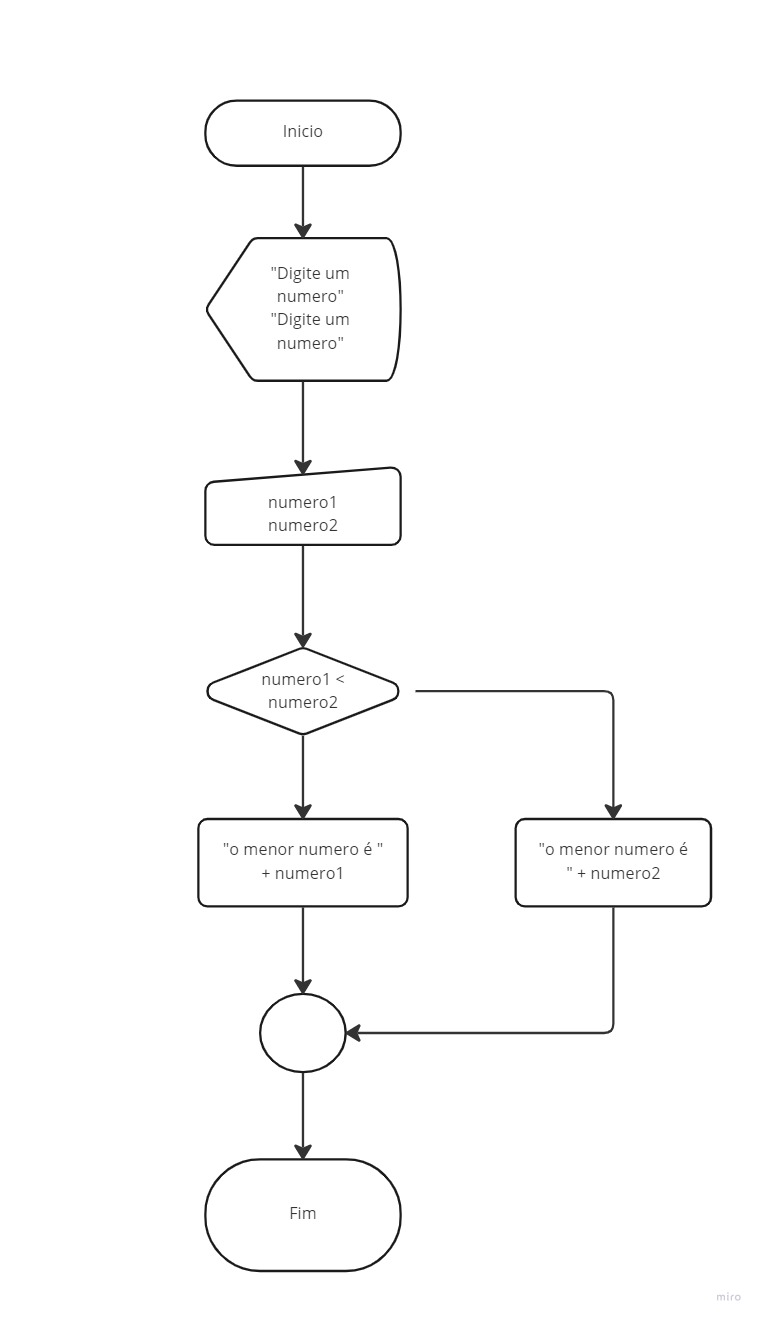 Inicio
"Digite um
numero"
"Digite um
numero"
numero1
numero2
numero1 <
numero2
"o menor numero é "
+ numero1
"o menor numero é
" + numero2
Fim
miro